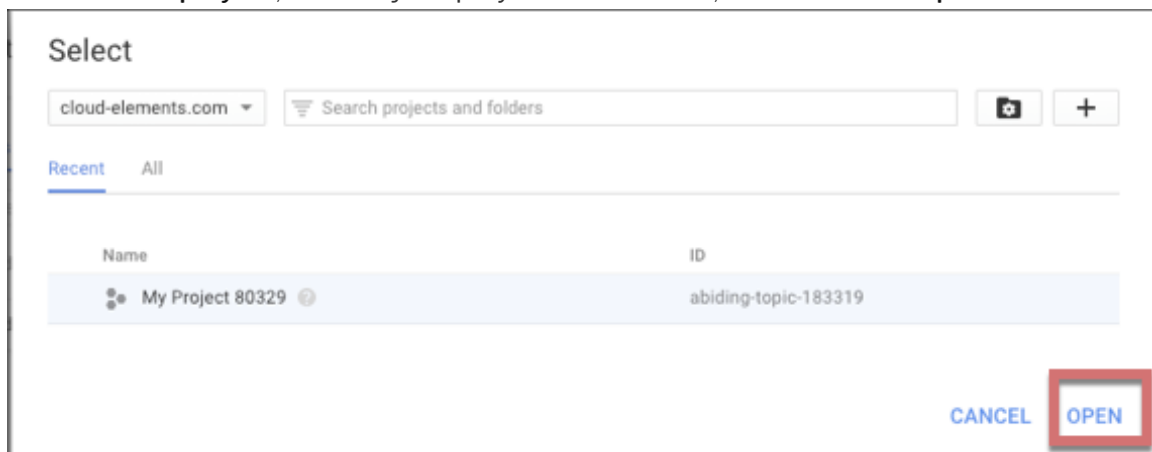 Select
cloud-elements.com Search projects and folders
Recent All
Name ID
My Project 80329 abiding-topic-183319
CANCEL OPEN